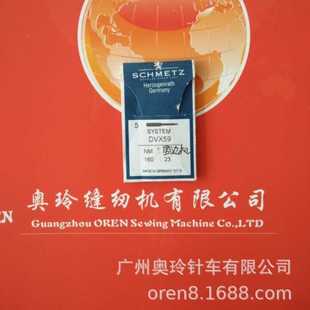 SCHMETZ
Herzogenrath
Germany
5
SYSTEM
DVX59
NM
160 23
奥玲缝纫机有限公司
REN
Guangzhou OREN Sewing Machine Co.,LTD
广州奥玲针车有限公司
oren8.1688.com